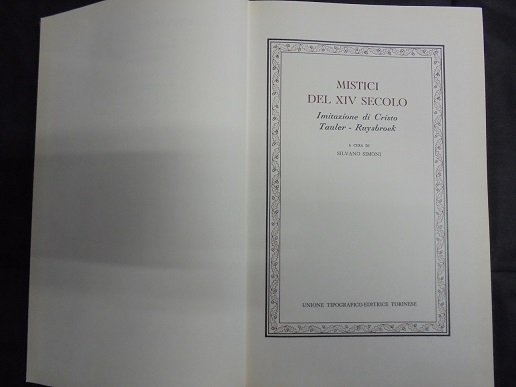 MISTICI
DEL XIV SECOLO
Imitazione di Cristo
Tauler - Ruysbroek
A CURA DI
SILVANO SIMONI
UNIONE TIPOGRAFICO-EDITRICE TORINESE